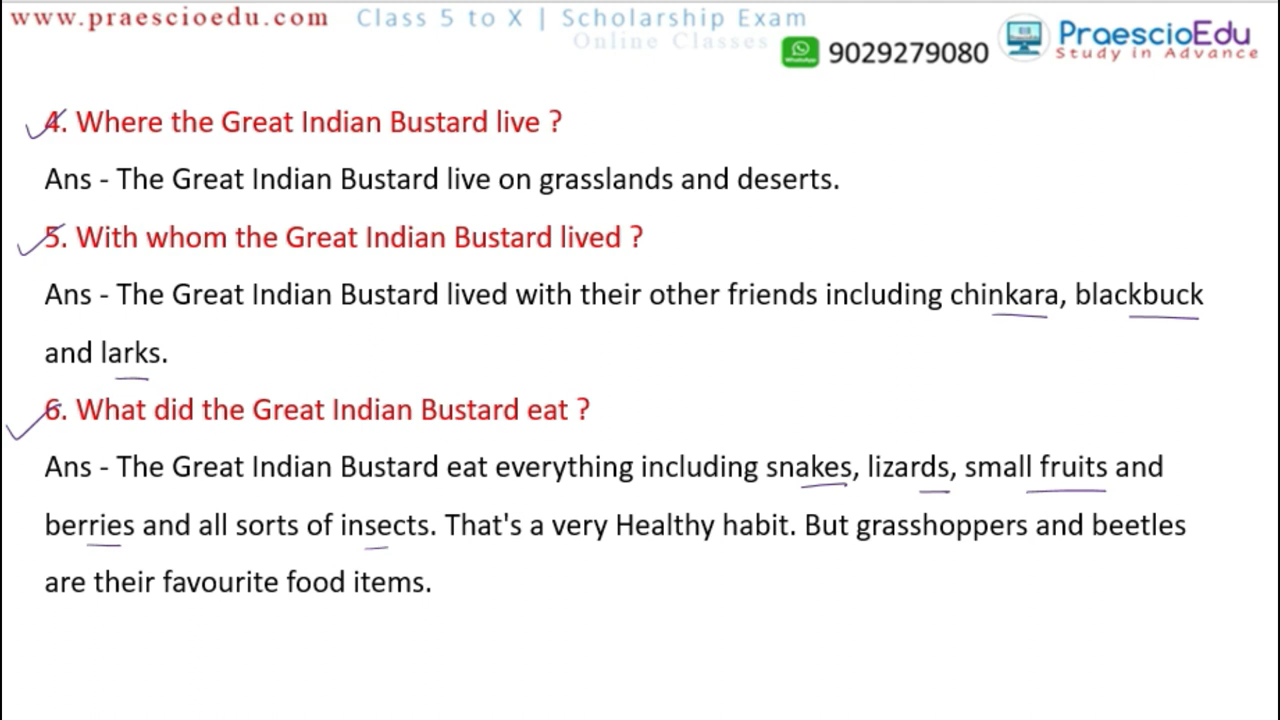 www.praescioedu.com Class 5 to X | Scholarship Exam
Online Classes
WhatsApp 9029279080
PraescioEdu
Study in Advance
4. Where the Great Indian Bustard live ?
Ans - The Great Indian Bustard live on grasslands and deserts.
5. With whom the Great Indian Bustard lived ?
Ans - The Great Indian Bustard lived with their other friends including chinkara, blackbuck
and larks.
6. What did the Great Indian Bustard eat ?
Ans - The Great Indian Bustard eat everything including snakes, lizards, small fruits and
berries and all sorts of insects. That's a very Healthy habit. But grasshoppers and beetles
are their favourite food items.